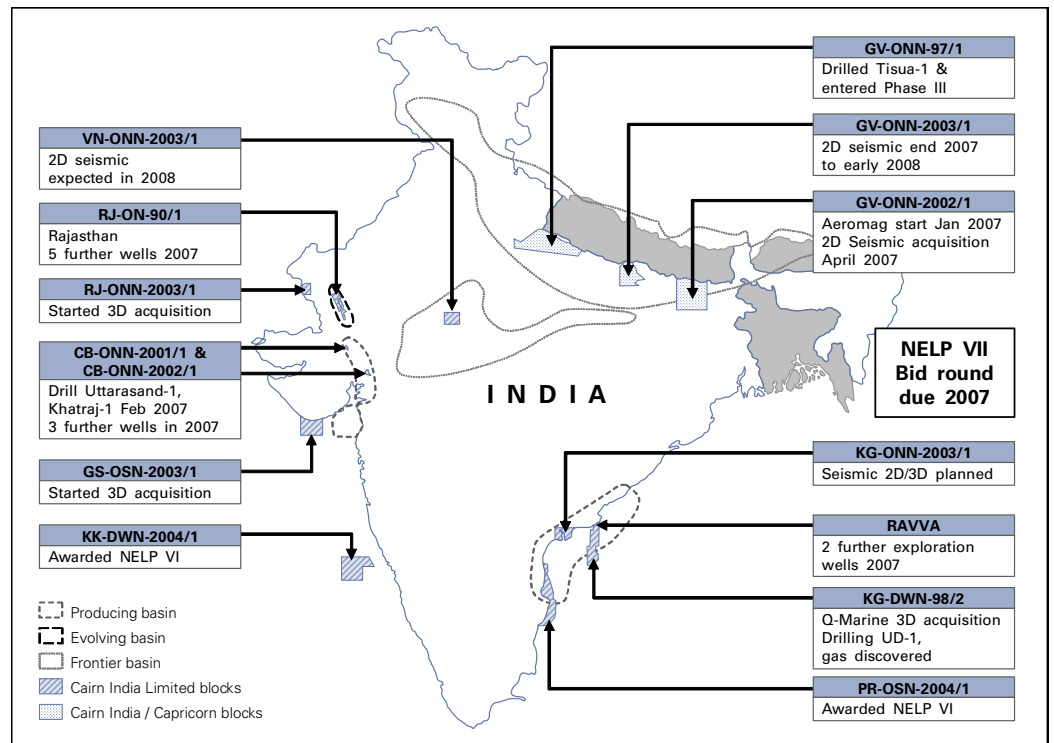 VN-ONN-2003/1
2D seismic
expected in 2008
RJ-ON-90/1
Rajasthan
5 further wells 2007
RJ-ONN-2003/1
Started 3D acquisition
CB-ONN-2001/1 &
CB-ONN-2002/1
Drill Uttarasand-1,
Khatraj-1 Feb 2007
3 further wells in 2007
GS-OSN-2003/1
Started 3D acquisition
KK-DWN-2004/1
Awarded NELP VI
Producing basin
Evolving basin
Frontier basin
Cairn India Limited blocks
Cairn India / Capricorn blocks
INDIA
GV-ONN-97/1
Drilled Tisua-1 &
entered Phase III
GV-ONN-2003/1
2D seismic end 2007
to early 2008
GV-ONN-2002/1
Aeromag start Jan 2007
2D Seismic acquisition
April 2007
NELP VII
Bid round
due 2007
KG-ONN-2003/1
Seismic 2D/3D planned
RAVVA
2 further exploration
wells 2007
KG-DWN-98/2
Q-Marine 3D acquisition
Drilling UD-1,
gas discovered
PR-OSN-2004/1
Awarded NELP VI